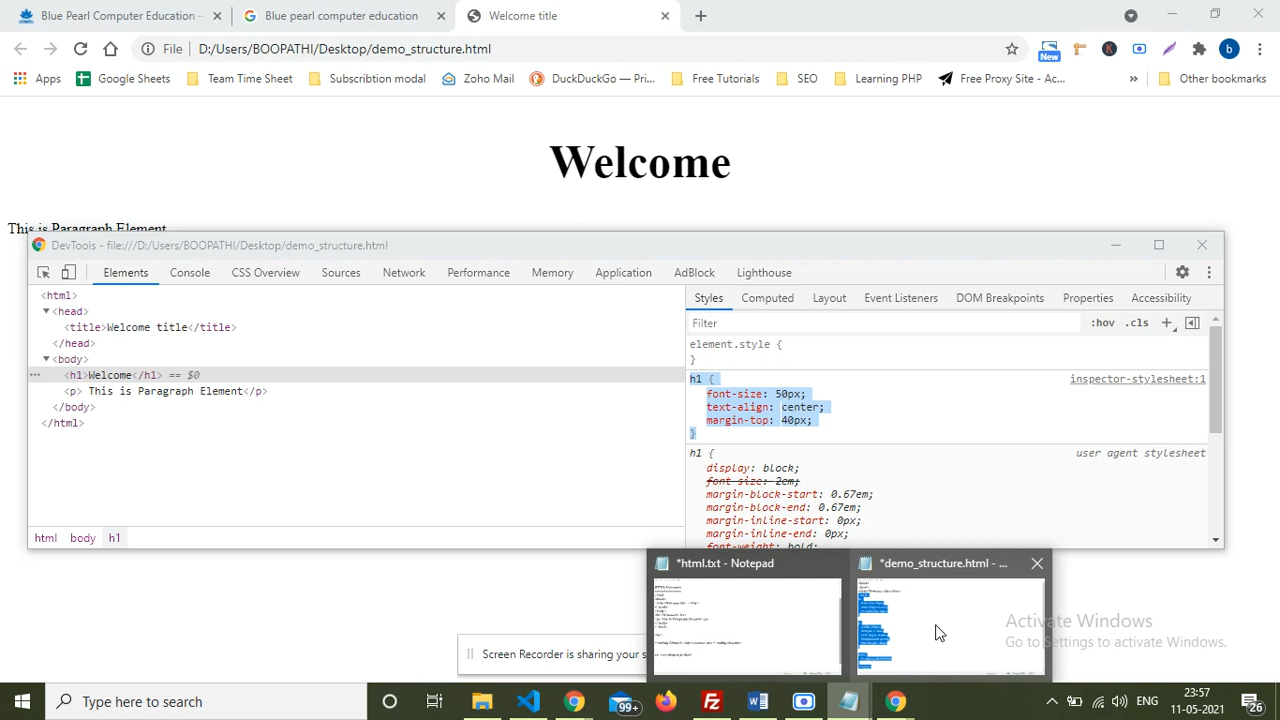 Blue Pearl Computer Education –
Blue pearl computer education
Welcome title
File D:/Users/BOOPATHI/Desktop/demo_structure.html
New
K
b
Apps Google Sheets Team Time Sheet Subscribtion modal Zoho Mail DuckDuckGo — Pri... Free Tutorials SEO Learning PHP Free Proxy Site - Ac... » Other bookmarks
Welcome
This is Paragraph Element
DevTools - file:///D:/Users/BOOPATHI/Desktop/demo_structure.html
Elements Console CSS Overview Sources Network Performance Memory Application AdBlock Lighthouse
<html>
<head>
<title>Welcome title</title>
</head>
<body>
<h1>Welcome</h1> == $0
<p> This is Paragraph Element</p>
</body>
</html>
html body h1
Styles Computed Layout Event Listeners DOM Breakpoints Properties Accessibility
Filter :hov .cls +
element.style {
}
h1 { inspector-stylesheet:1
font-size: 50px;
text-align: center;
margin-top: 40px;
}
h1 { user agent stylesheet
display: block;
font-size: 2em;
margin-block-start: 0.67em;
margin-block-end: 0.67em;
margin-inline-start: 0px;
margin-inline-end: 0px;
font-weight: bold;
*html.txt - Notepad
*demo_structure.html - ...
Screen Recorder is sharing your s
Activate Windows
Go to Settings to activate Windows.
Type here to search
99+
ENG
23:57
11-05-2021
26